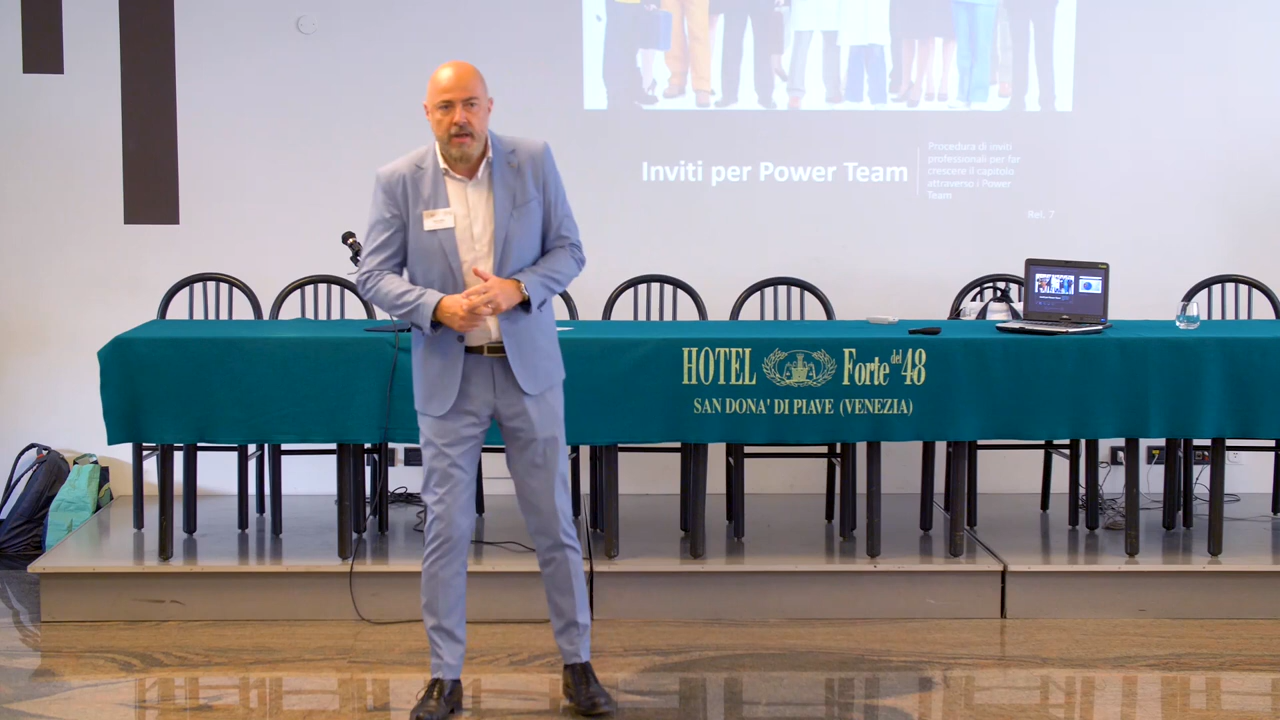 Inviti per Power Team
Procedura di inviti
professionali per far
crescere il capitolo
attraverso i Power
Team
Rel. 7
HOTEL Forte del 48
SAN DONA' DI PIAVE (VENEZIA)